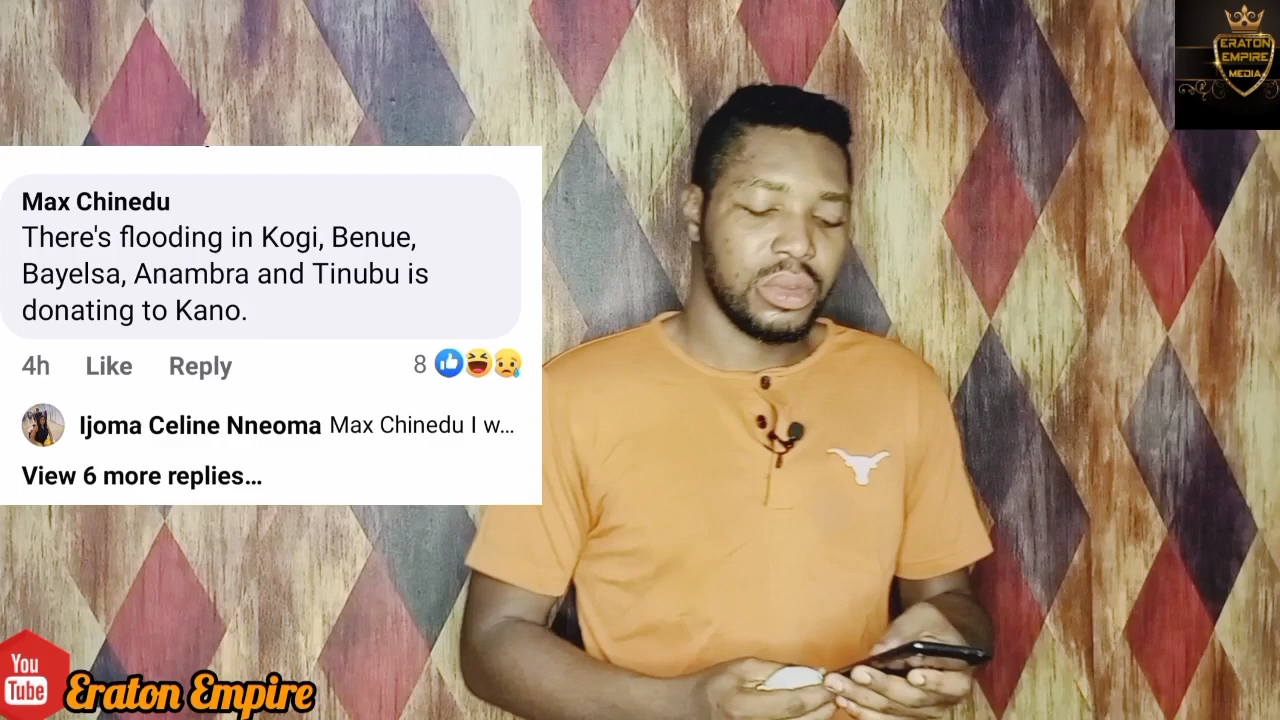 ERATON
EMPIRE
MEDIA
Max Chinedu
There's flooding in Kogi, Benue,
Bayelsa, Anambra and Tinubu is
donating to Kano.
4h Like Reply 8
Ijoma Celine Nneoma Max Chinedu I w...
View 6 more replies...
You
Tube
Eraton Empire